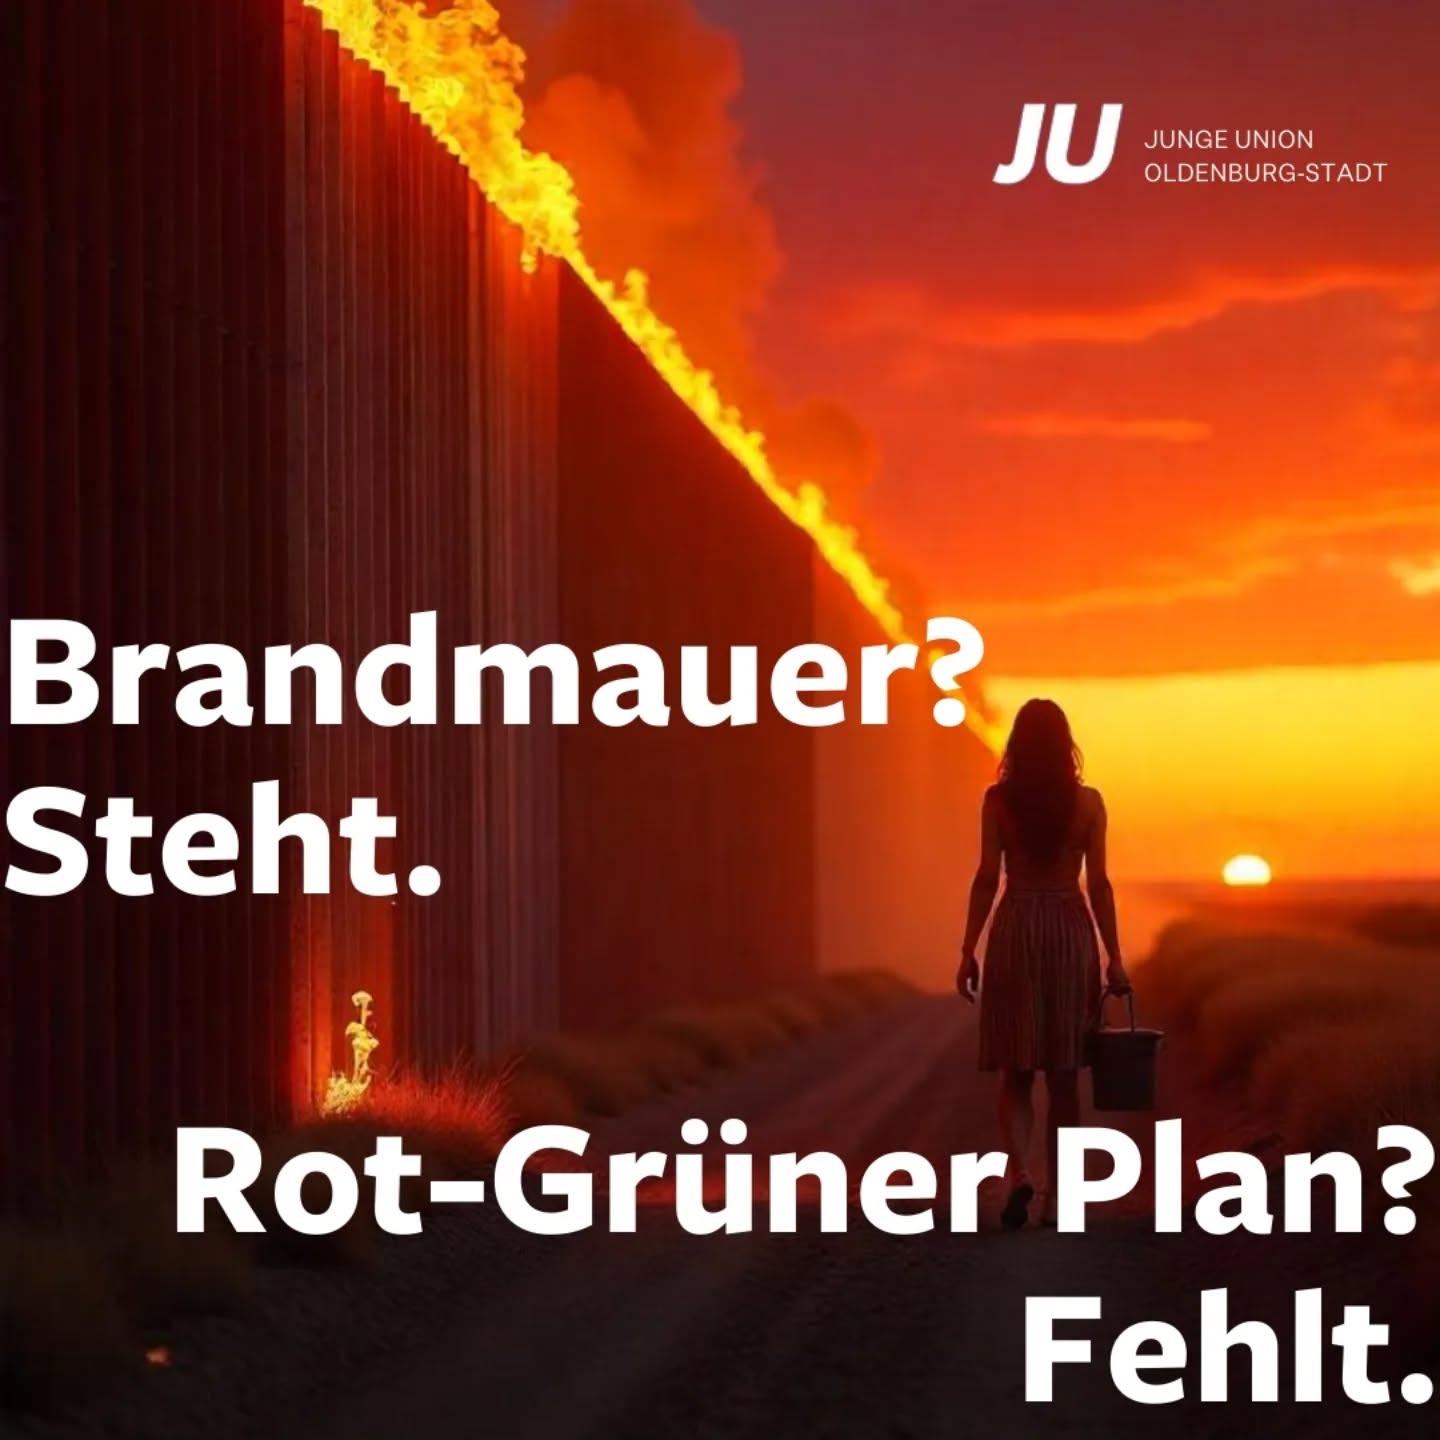 JU JUNGE UNION
OLDENBURG-STADT
Brandmauer?
Steht.
Rot-Grüner Plan?
Fehlt.